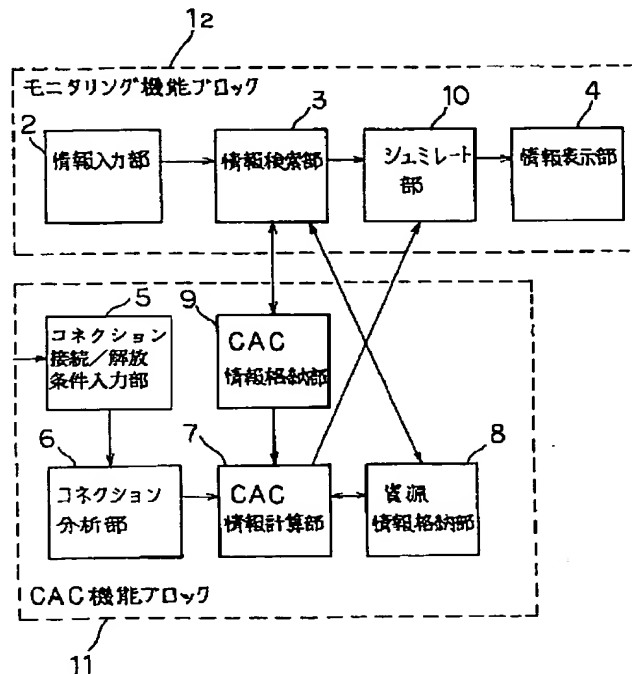 12
モニタリング機能ブロック
2
情報入力部
3
情報検索部
10
シュミレート
部
4
情報表示部
5
コネクション
接続／解放
条件入力部
9
CAC
情報格納部
6
コネクション
分析部
7
CAC
情報計算部
8
資源
情報格納部
CAC機能ブロック
11